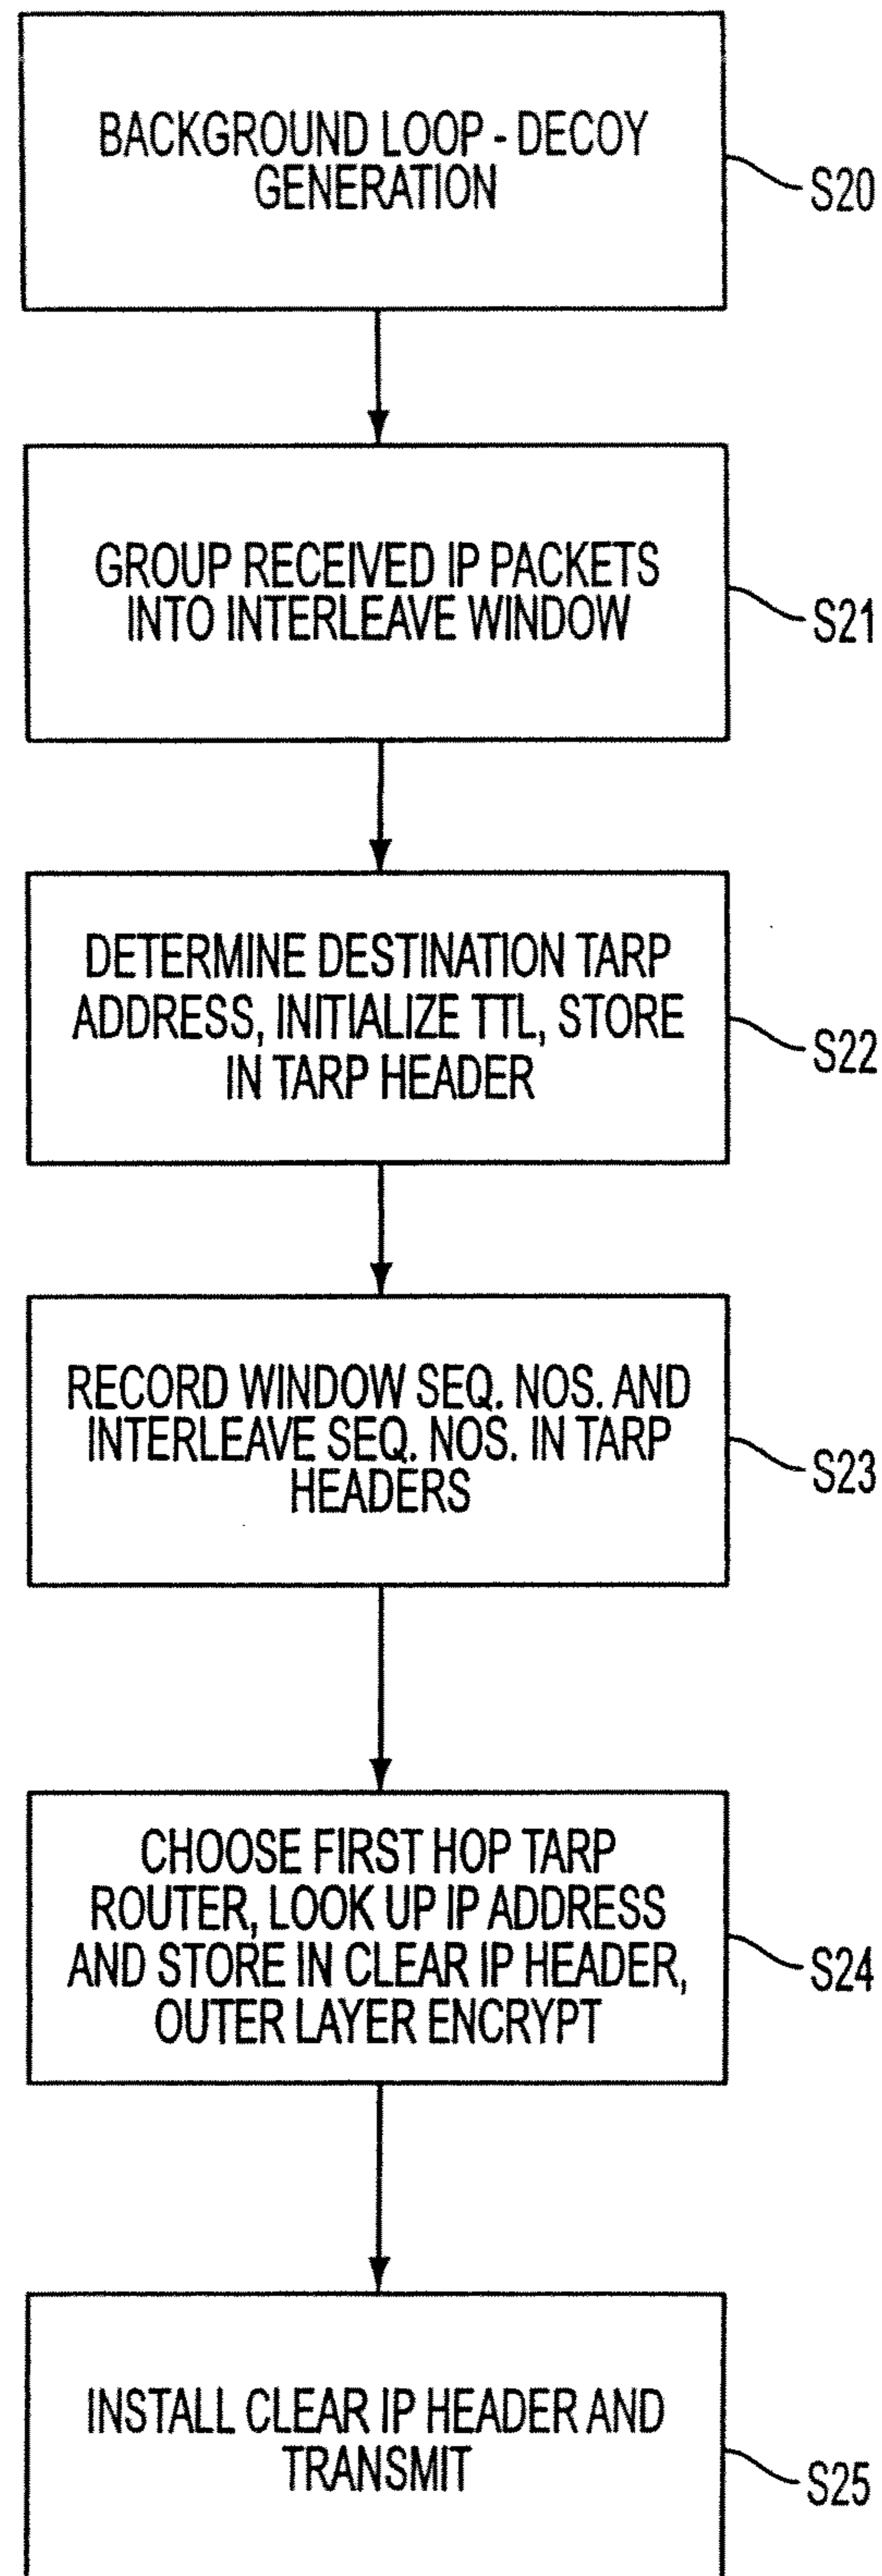 BACKGROUND LOOP - DECOY
GENERATION
S20
GROUP RECEIVED IP PACKETS
INTO INTERLEAVE WINDOW
S21
DETERMINE DESTINATION TARP
ADDRESS, INITIALIZE TTL, STORE
IN TARP HEADER
S22
RECORD WINDOW SEQ. NOS. AND
INTERLEAVE SEQ. NOS. IN TARP
HEADERS
S23
CHOOSE FIRST HOP TARP
ROUTER, LOOK UP IP ADDRESS
AND STORE IN CLEAR IP HEADER,
OUTER LAYER ENCRYPT
S24
INSTALL CLEAR IP HEADER AND
TRANSMIT
S25